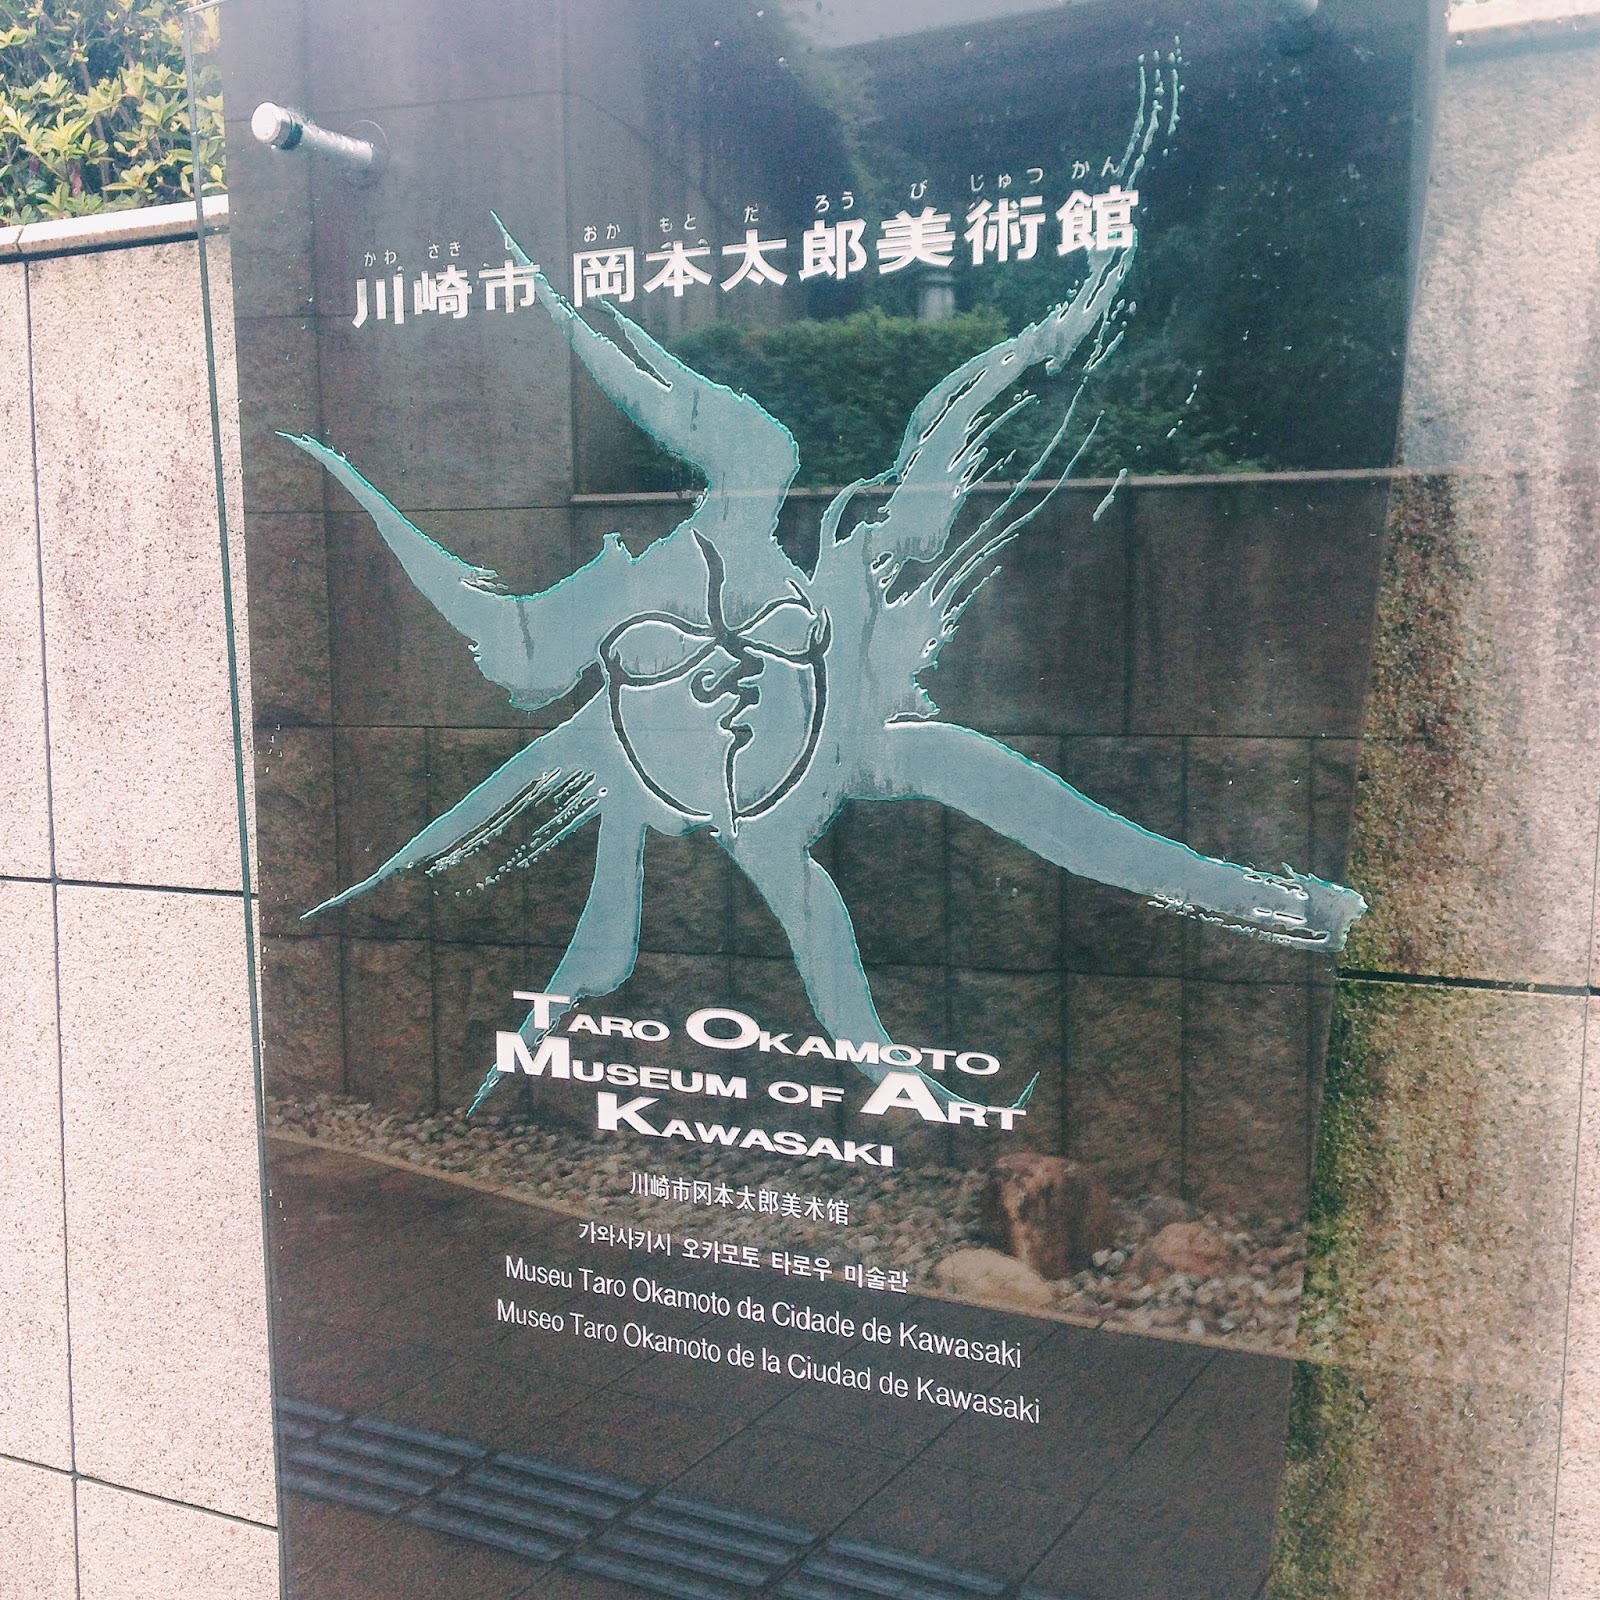 かわ さき し おか もと だ ろう び じゅつ かん
川崎市 岡本太郎美術館
TARO OKAMOTO
MUSEUM OF ART
KAWASAKI
川崎市冈本太郎美术馆
가와사키시 오카모토 타로우 미술관
Museu Taro Okamoto da Cidade de Kawasaki
Museo Taro Okamoto de la Ciudad de Kawasaki